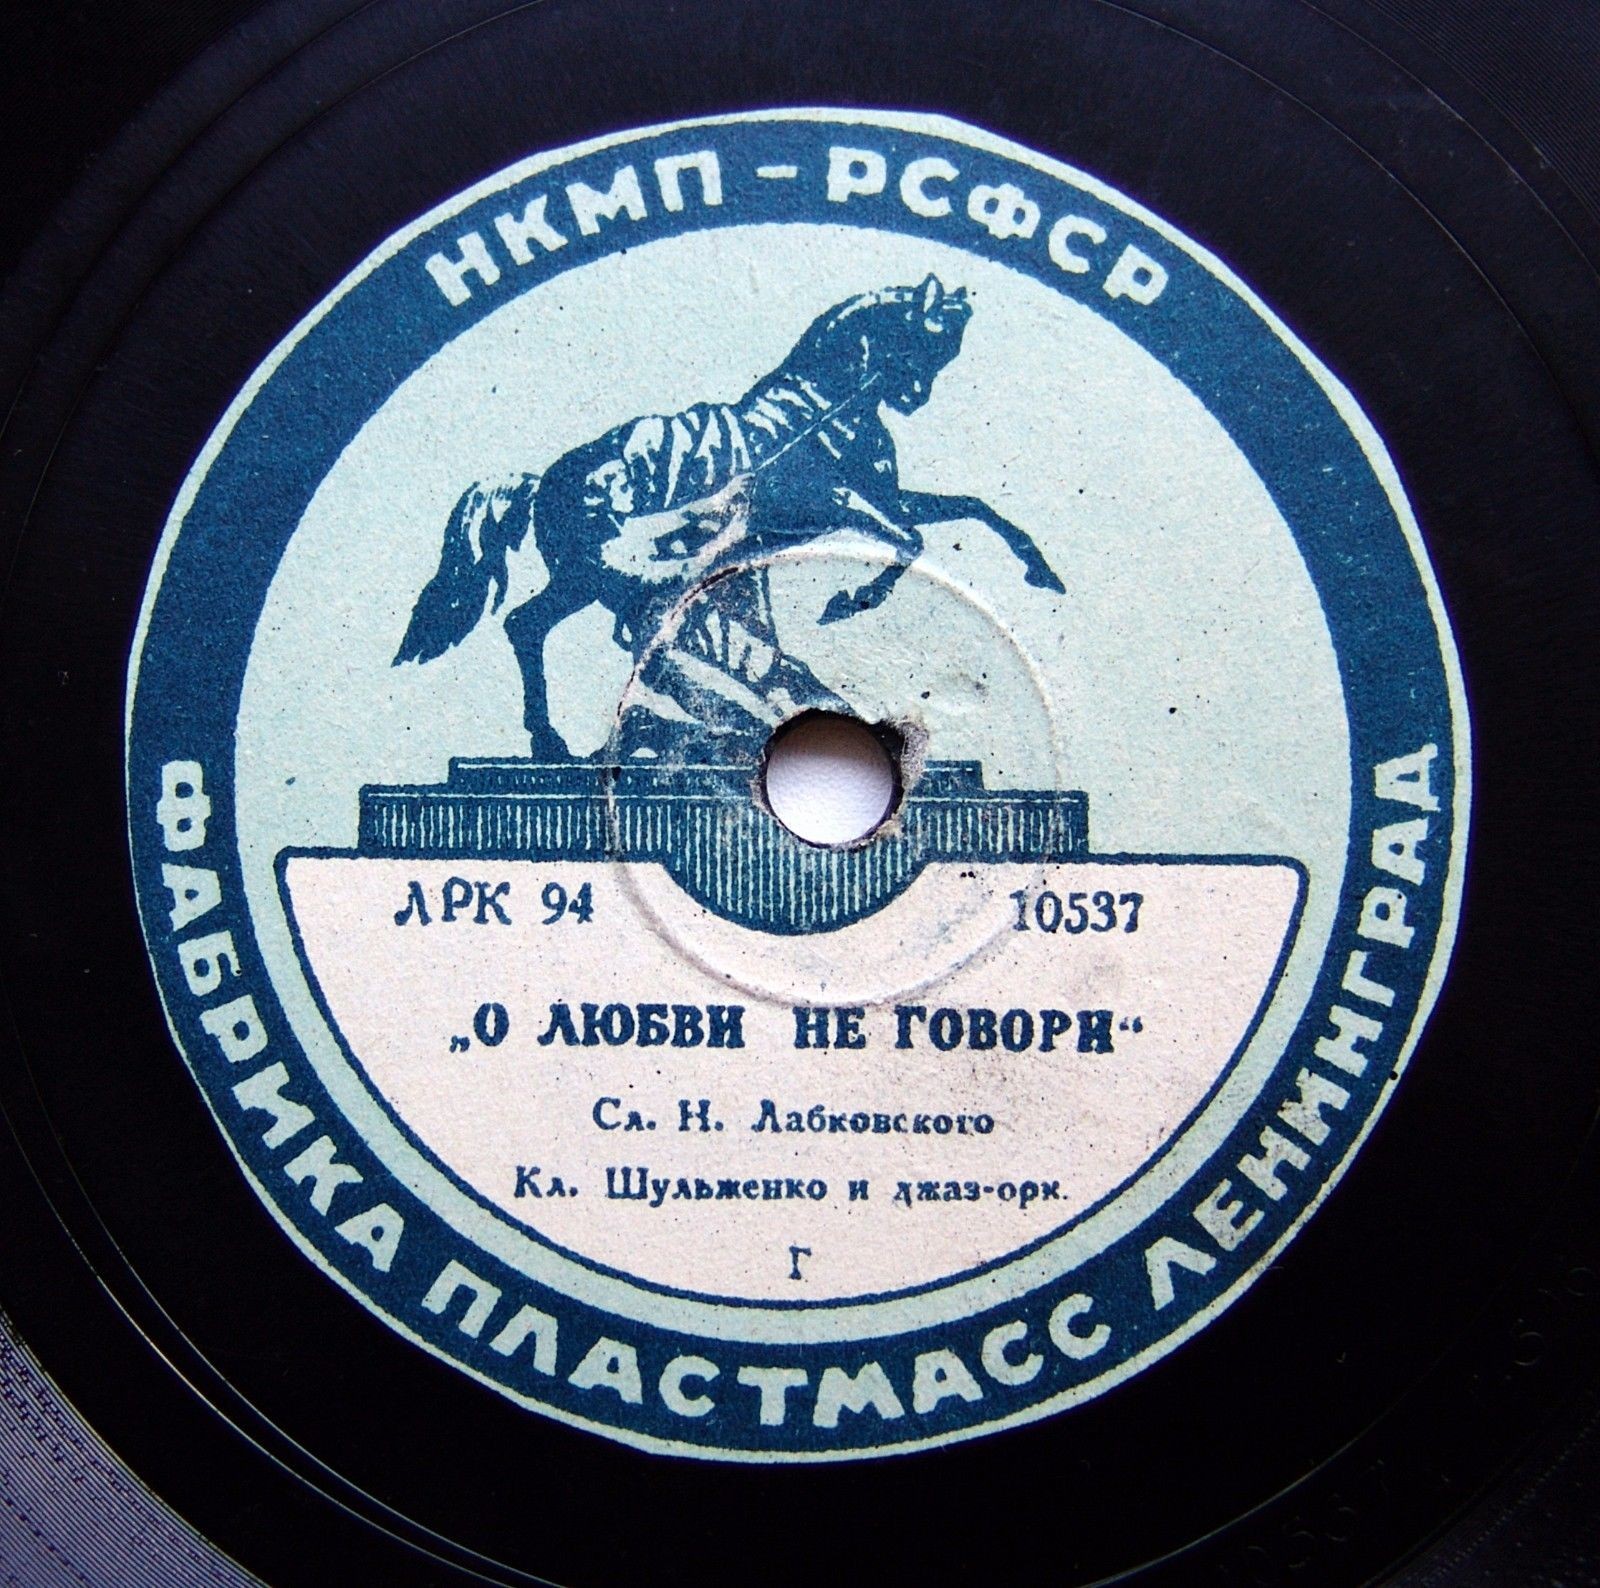 НКМП - РСФСР
ЛРК 94 10537
„О ЛЮБВИ НЕ ГОВОРИ“
Сл. Н. Лабковского
Кл. Шульженко и джаз-орк.
Г
ФАБРИКА ПЛАСТМАСС ЛЕНИНГРАД